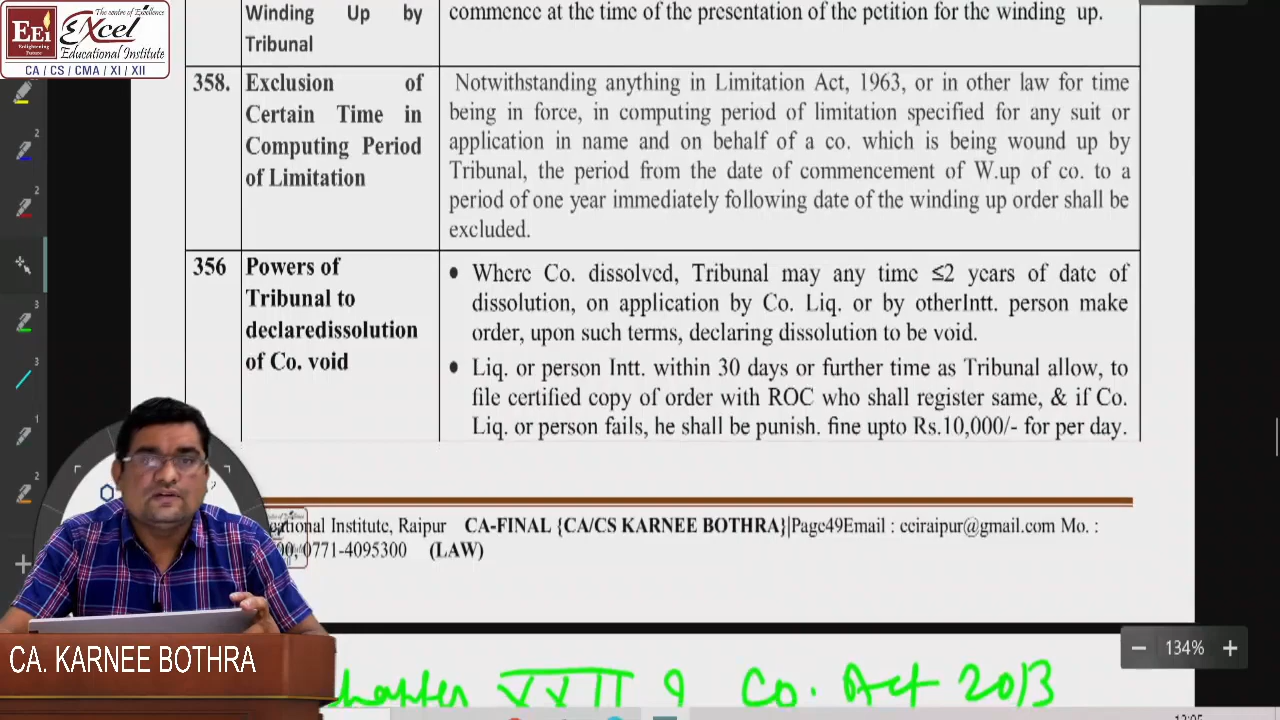 The centre of Excellence
EEi
Excel
Educational Institute
CA / CS / CMA / XI / XII
Winding Up by
Tribunal
commence at the time of the presentation of the petition for the winding up.
358.
Exclusion of
Certain Time in
Computing Period
of Limitation
Notwithstanding anything in Limitation Act, 1963, or in other law for time
being in force, in computing period of limitation specified for any suit or
application in name and on behalf of a co. which is being wound up by
Tribunal, the period from the date of commencement of W.up of co. to a
period of one year immediately following date of the winding up order shall be
excluded.
356
Powers of
Tribunal to
declaredissolution
of Co. void
• Where Co. dissolved, Tribunal may any time ≤2 years of date of
dissolution, on application by Co. Liq. or by otherIntt. person make
order, upon such terms, declaring dissolution to be void.
• Liq. or person Intt. within 30 days or further time as Tribunal allow, to
file certified copy of order with ROC who shall register same, & if Co.
Liq. or person fails, he shall be punish. fine upto Rs.10,000/- for per day.
ational Institute, Raipur CA-FINAL {CA/CS KARNEE BOTHRA}|Page49Email : eeiraipur@gmail.com Mo. :
00, 0771-4095300 (LAW)
CA. KARNEE BOTHRA
134%
Co. Act 2013